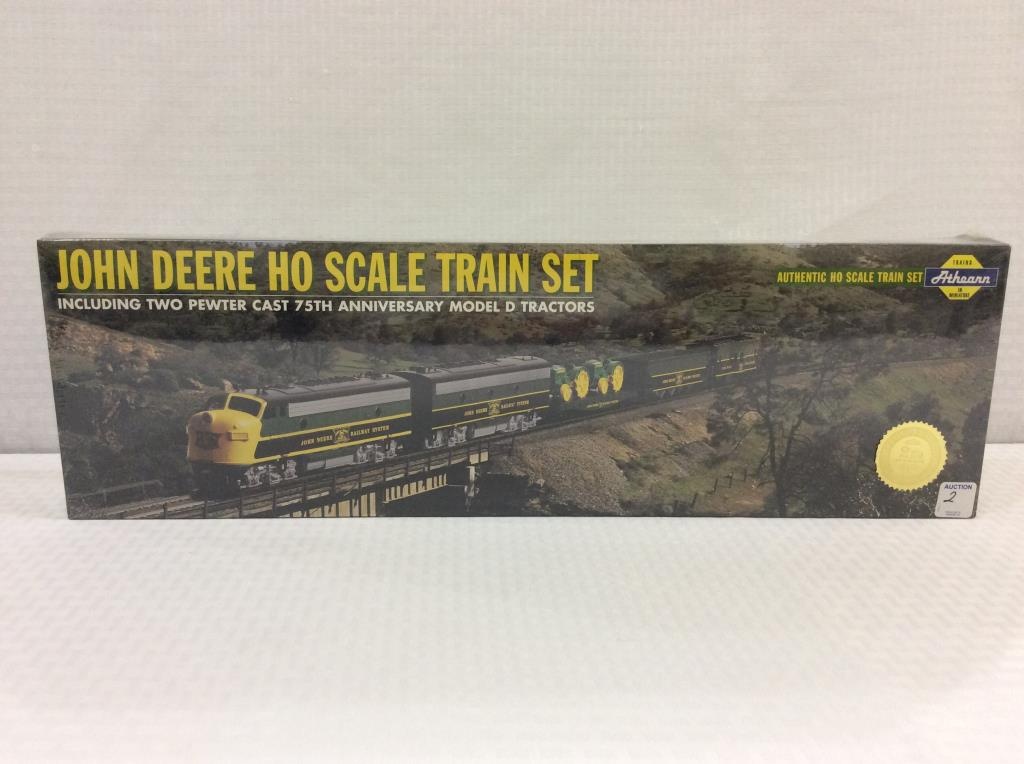 JOHN DEERE HO SCALE TRAIN SET
INCLUDING TWO PEWTER CAST 75TH ANNIVERSARY MODEL D TRACTORS
AUTHENTIC HO SCALE TRAIN SET
TRAINS
Athearn
IN
MINIATURE
JOHN DEERE RAILWAY SYSTEM
JOHN DEERE RAILWAY SYSTEM
AUCTION
2